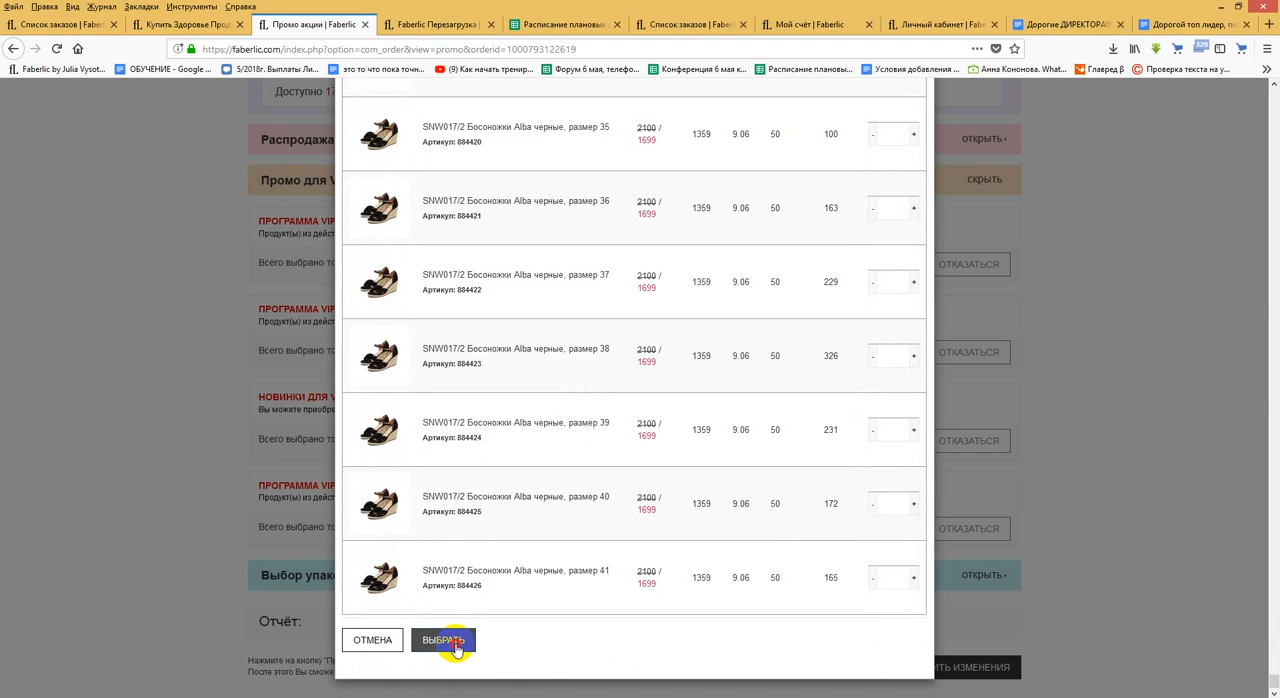 Файл Правка Вид Журнал Закладки Инструменты Справка
Список заказов | Faberl Купить Здоровье Прод Промо акции | Faberlic Faberlic Перезагрузка Расписание плановых Список заказов | Faberlic Мой счёт | Faberlic Личный кабинет | Faberlic Дорогие ДИРЕКТОРА Дорогой топ лидер, по
https://faberlic.com/index.php?option=com_order&view=promo&orderid=1000793122619
320
Faberlic by Julia Vysot... ОБУЧЕНИЕ - Google ... 5/2018г. Выплаты Ли... это то что пока точн... (9) Как начать тренир... Форум 6 мая, телефо... Конференция 6 мая к... Расписание плановы... Условия добавления ... Анна Кононова. What... Главред β Проверка текста на у...
Доступно 17
Распродажа
открыть ›
Промо для V
скрыть
ПРОГРАММА VIP
Продукт(ы) из дейст
Всего выбрано то
ОТКАЗАТЬСЯ
ПРОГРАММА VIP
Продукт(ы) из дейст
Всего выбрано то
ОТКАЗАТЬСЯ
НОВИНКИ ДЛЯ V
Вы можете приобре
Всего выбрано то
ОТКАЗАТЬСЯ
ПРОГРАММА VIP
Продукт(ы) из дейст
Всего выбрано то
ОТКАЗАТЬСЯ
Выбор упак
открыть ›
Отчёт:
Нажмите на кнопку "П
После этого Вы сможе
ИТЬ ИЗМЕНЕНИЯ
SNW017/2 Босоножки Alba черные, размер 35 2100 / 1359 9.06 50 100 - +
Артикул: 884420 1699
SNW017/2 Босоножки Alba черные, размер 36 2100 / 1359 9.06 50 163 - +
Артикул: 884421 1699
SNW017/2 Босоножки Alba черные, размер 37 2100 / 1359 9.06 50 229 - +
Артикул: 884422 1699
SNW017/2 Босоножки Alba черные, размер 38 2100 / 1359 9.06 50 326 - +
Артикул: 884423 1699
SNW017/2 Босоножки Alba черные, размер 39 2100 / 1359 9.06 50 231 - +
Артикул: 884424 1699
SNW017/2 Босоножки Alba черные, размер 40 2100 / 1359 9.06 50 172 - +
Артикул: 884425 1699
SNW017/2 Босоножки Alba черные, размер 41 2100 / 1359 9.06 50 165 - +
Артикул: 884426 1699
ОТМЕНА ВЫБРАТЬ